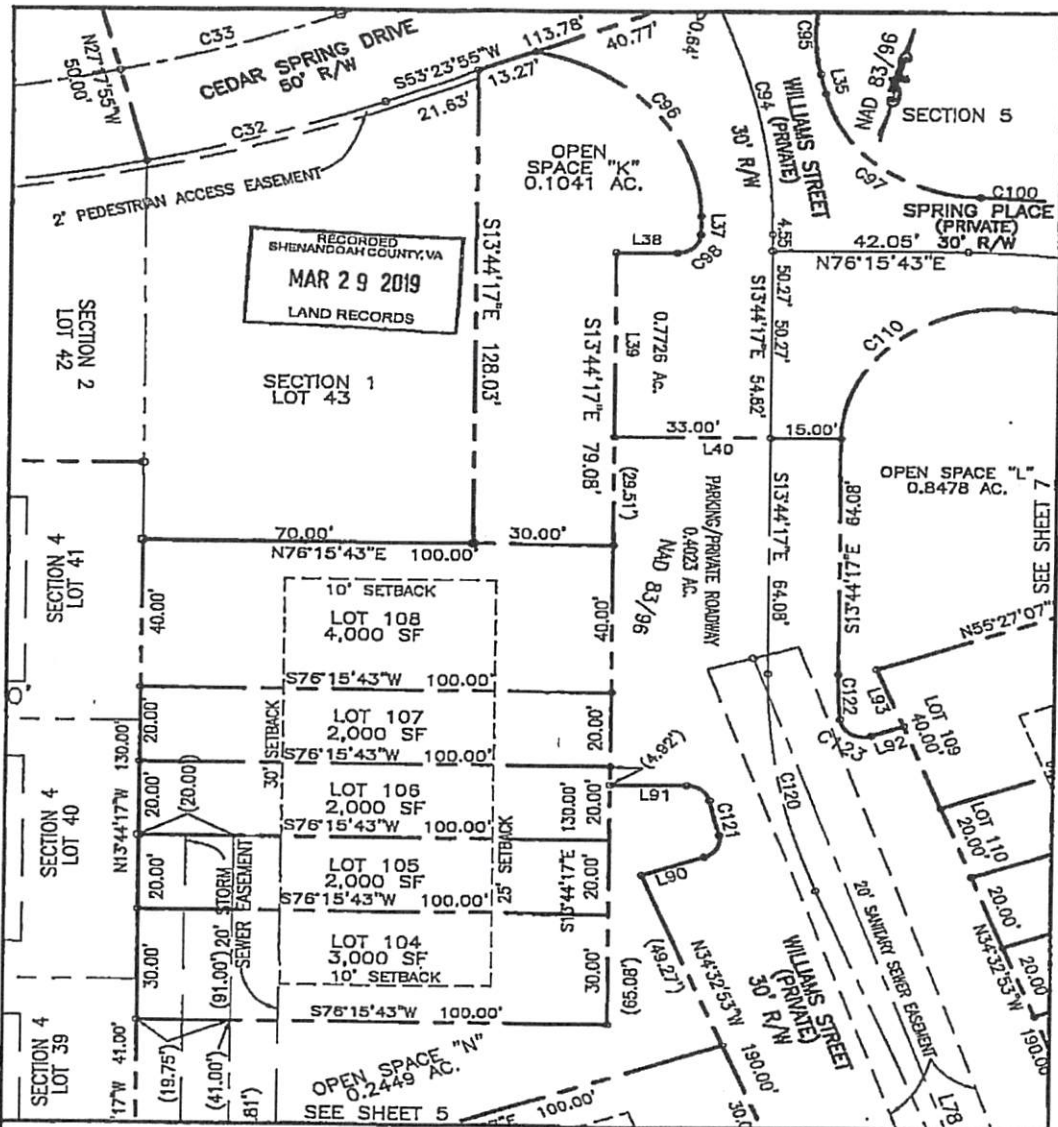 N27°17'55"W
50.00'
C33
CEDAR SPRING DRIVE
50' R/W
S53°23'55"W
113.78'
40.77'
13.27'
21.63'
C32
2' PEDESTRIAN ACCESS EASEMENT
C96
OPEN
SPACE "K"
0.1041 AC.
C94
30' R/W
WILLIAMS STREET
(PRIVATE)
C95
L35
NAD 83/96
SECTION 5
C97
C100
SPRING PLACE
(PRIVATE)
30' R/W
42.05'
N76°15'43"E
4.55'
L37
C98
L38
RECORDED
SHENANDOAH COUNTY, VA
MAR 29 2019
LAND RECORDS
SECTION 2
LOT 42
SECTION 1
LOT 43
S13°44'17"E 128.03'
S13°44'17"E 79.08'
L39
0.7726 AC.
50.27'
S13°44'17"E
50.27'
54.82'
C110
33.00'
L40
15.00'
OPEN SPACE "L"
0.8478 AC.
(29.51')
PARKING/PRIVATE ROADWAY
0.4023 AC.
NAD 83/96
S13°44'17"E 64.08'
S13°44'17"E 64.08'
SEE SHEET 7
70.00'
30.00'
N76°15'43"E 100.00'
SECTION 4
LOT 41
40.00'
10' SETBACK
LOT 108
4,000 SF
40.00'
S76°15'43"W 100.00'
N55°27'07"
L93
C122
C123
L92
LOT 109
40.00'
20.00'
30' SETBACK
LOT 107
2,000 SF
20.00'
S76°15'43"W 100.00'
(4.92')
L91
C121
C120
N13°44'17"W 130.00'
SECTION 4
LOT 40
20.00'
(20.00')
LOT 106
2,000 SF
S76°15'43"W 100.00'
25' SETBACK
S13°44'17"E 130.00'
20.00'
LOT 110
20.00'
20.00'
20' STORM
SEWER EASEMENT
LOT 105
2,000 SF
20.00'
S76°15'43"W 100.00'
L90
20' SANITARY SEWER EASEMENT
20.00'
N34°32'53"W
20.00'
190.00'
30.00'
(91.00')
LOT 104
3,000 SF
10' SETBACK
30.00'
(65.08')
S76°15'43"W 100.00'
(49.27')
N34°32'53"W 190.00'
WILLIAMS STREET
(PRIVATE)
30' R/W
SECTION 4
LOT 39
17"W 41.00'
(19.75')
(41.00')
.81')
OPEN SPACE "N"
0.2449 AC.
SEE SHEET 5
100.00'
L78